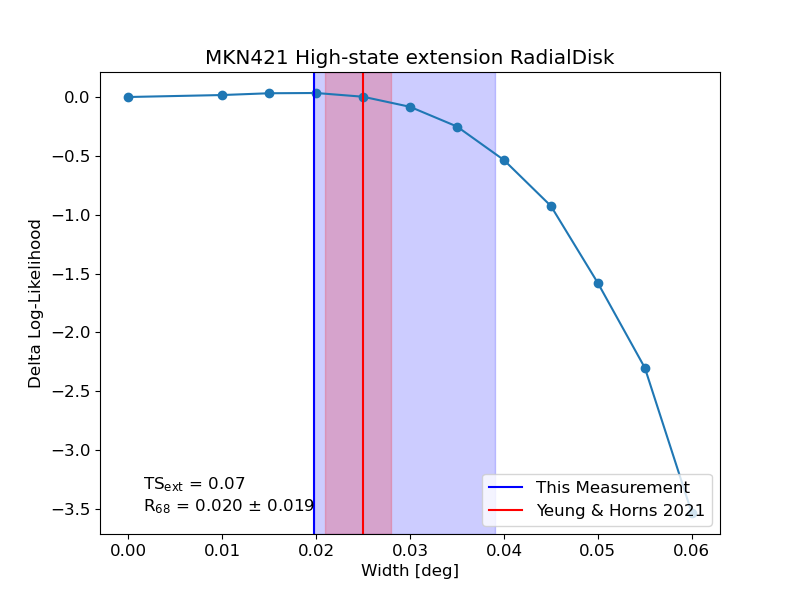 MKN421 High-state extension RadialDisk
Delta Log-Likelihood
0.0
−0.5
−1.0
−1.5
−2.0
−2.5
−3.0
−3.5
TSext = 0.07
R68 = 0.020 ± 0.019
This Measurement
Yeung & Horns 2021
0.00 0.01 0.02 0.03 0.04 0.05 0.06
Width [deg]